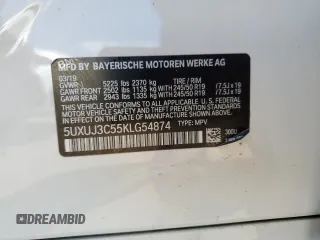 MFD BY BAYERISCHE MOTOREN WERKE AG
03/19
GVWR 5225 lbs 2370 kg TIRE / RIM
GAWR FRONT 2502 lbs 1135 kg WITH 245/50 R19 /7.5J x 19
GAWR REAR 2943 lbs 1335 kg WITH 245/50 R19 /7.5J x 19
THIS VEHICLE CONFORMS TO ALL APPLICABLE U.S. FEDERAL
MOTOR VEHICLE SAFETY STANDARDS IN EFFECT ON THE
DATE OF MANUFACTURE SHOWN ABOVE.
5UXUJ3C55KLG54874
TYPE: MPV
300U
DREAMBID